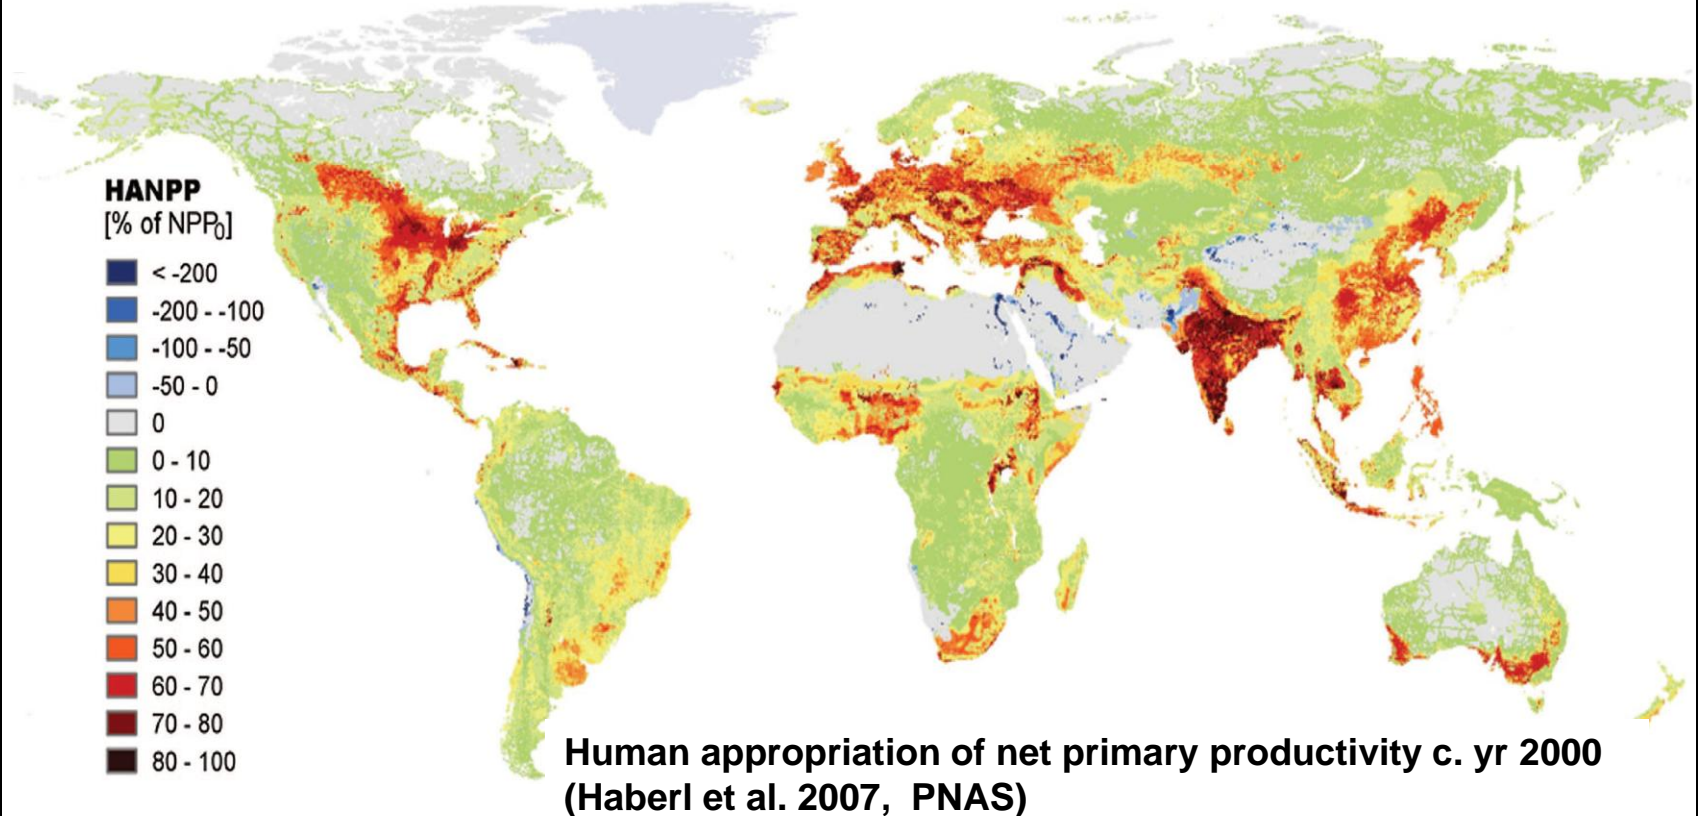 HANPP
[% of NPP0]
< -200
-200 - -100
-100 - -50
-50 - 0
0
0 - 10
10 - 20
20 - 30
30 - 40
40 - 50
50 - 60
60 - 70
70 - 80
80 - 100
Human appropriation of net primary productivity c. yr 2000
(Haberl et al. 2007, PNAS)